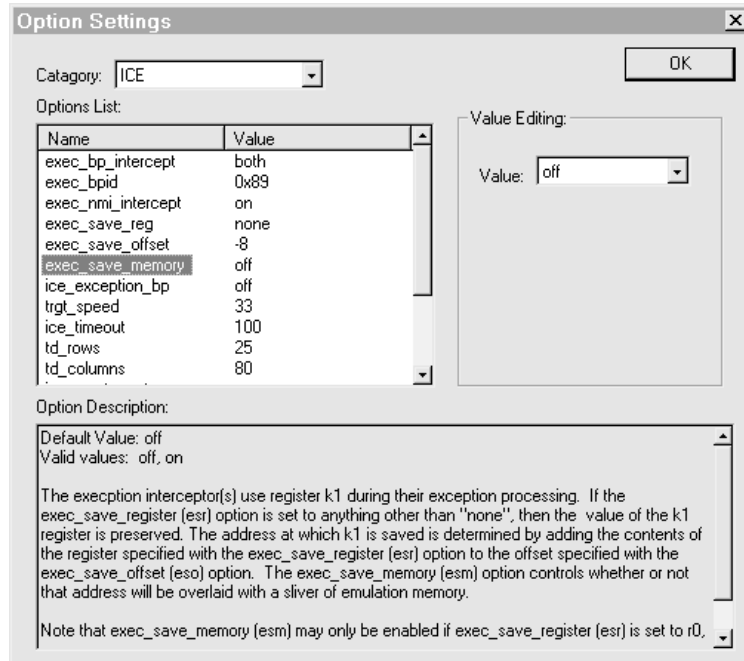 Option Settings
Catagory: ICE
OK
Options List:
Name Value
exec_bp_intercept both
exec_bpid 0x89
exec_nmi_intercept on
exec_save_reg none
exec_save_offset -8
exec_save_memory off
ice_exception_bp off
trgt_speed 33
ice_timeout 100
td_rows 25
td_columns 80
Value Editing:
Value: off
Option Description:
Default Value: off
Valid values: off, on
The execption interceptor(s) use register k1 during their exception processing. If the
exec_save_register (esr) option is set to anything other than "none", then the value of the k1
register is preserved. The address at which k1 is saved is determined by adding the contents of
the register specified with the exec_save_register (esr) option to the offset specified with the
exec_save_offset (eso) option. The exec_save_memory (esm) option controls whether or not
that address will be overlaid with a sliver of emulation memory.
Note that exec_save_memory (esm) may only be enabled if exec_save_register (esr) is set to r0,